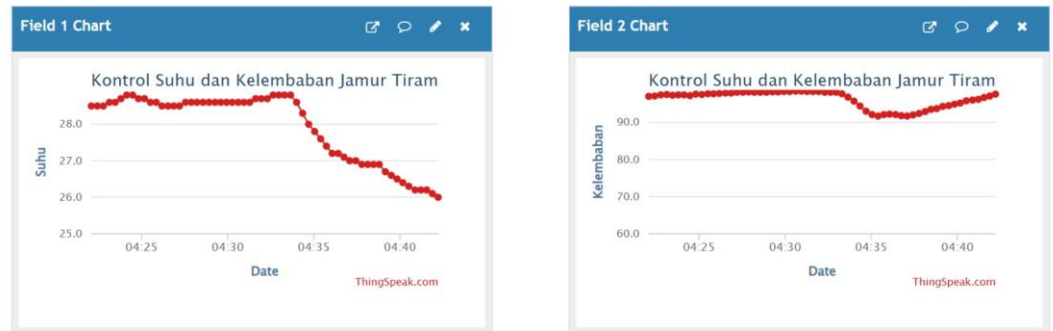 Field 1 Chart
Kontrol Suhu dan Kelembaban Jamur Tiram
Suhu
28.0
27.0
26.0
25.0
04:25 04:30 04:35 04:40
Date
ThingSpeak.com
Field 2 Chart
Kontrol Suhu dan Kelembaban Jamur Tiram
Kelembaban
90.0
80.0
70.0
60.0
04:25 04:30 04:35 04:40
Date
ThingSpeak.com